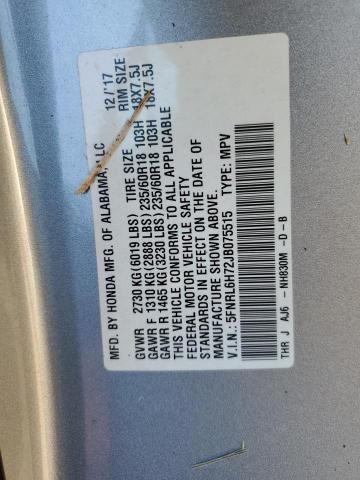 MFD. BY HONDA MFG. OF ALABAMA, LLC 12/'17
GVWR 2730 KG(6019 LBS) TIRE SIZE RIM SIZE
GAWR F 1310 KG(2888 LBS)235/60R18 103H 18X7.5J
GAWR R 1465 KG(3230 LBS)235/60R18 103H 18X7.5J
THIS VEHICLE CONFORMS TO ALL APPLICABLE
FEDERAL MOTOR VEHICLE SAFETY
STANDARDS IN EFFECT ON THE DATE OF
MANUFACTURE SHOWN ABOVE.
V.I.N.: 5FNRL6H72JB075515 TYPE: MPV
THR J AJ6 - NH830M -D-B